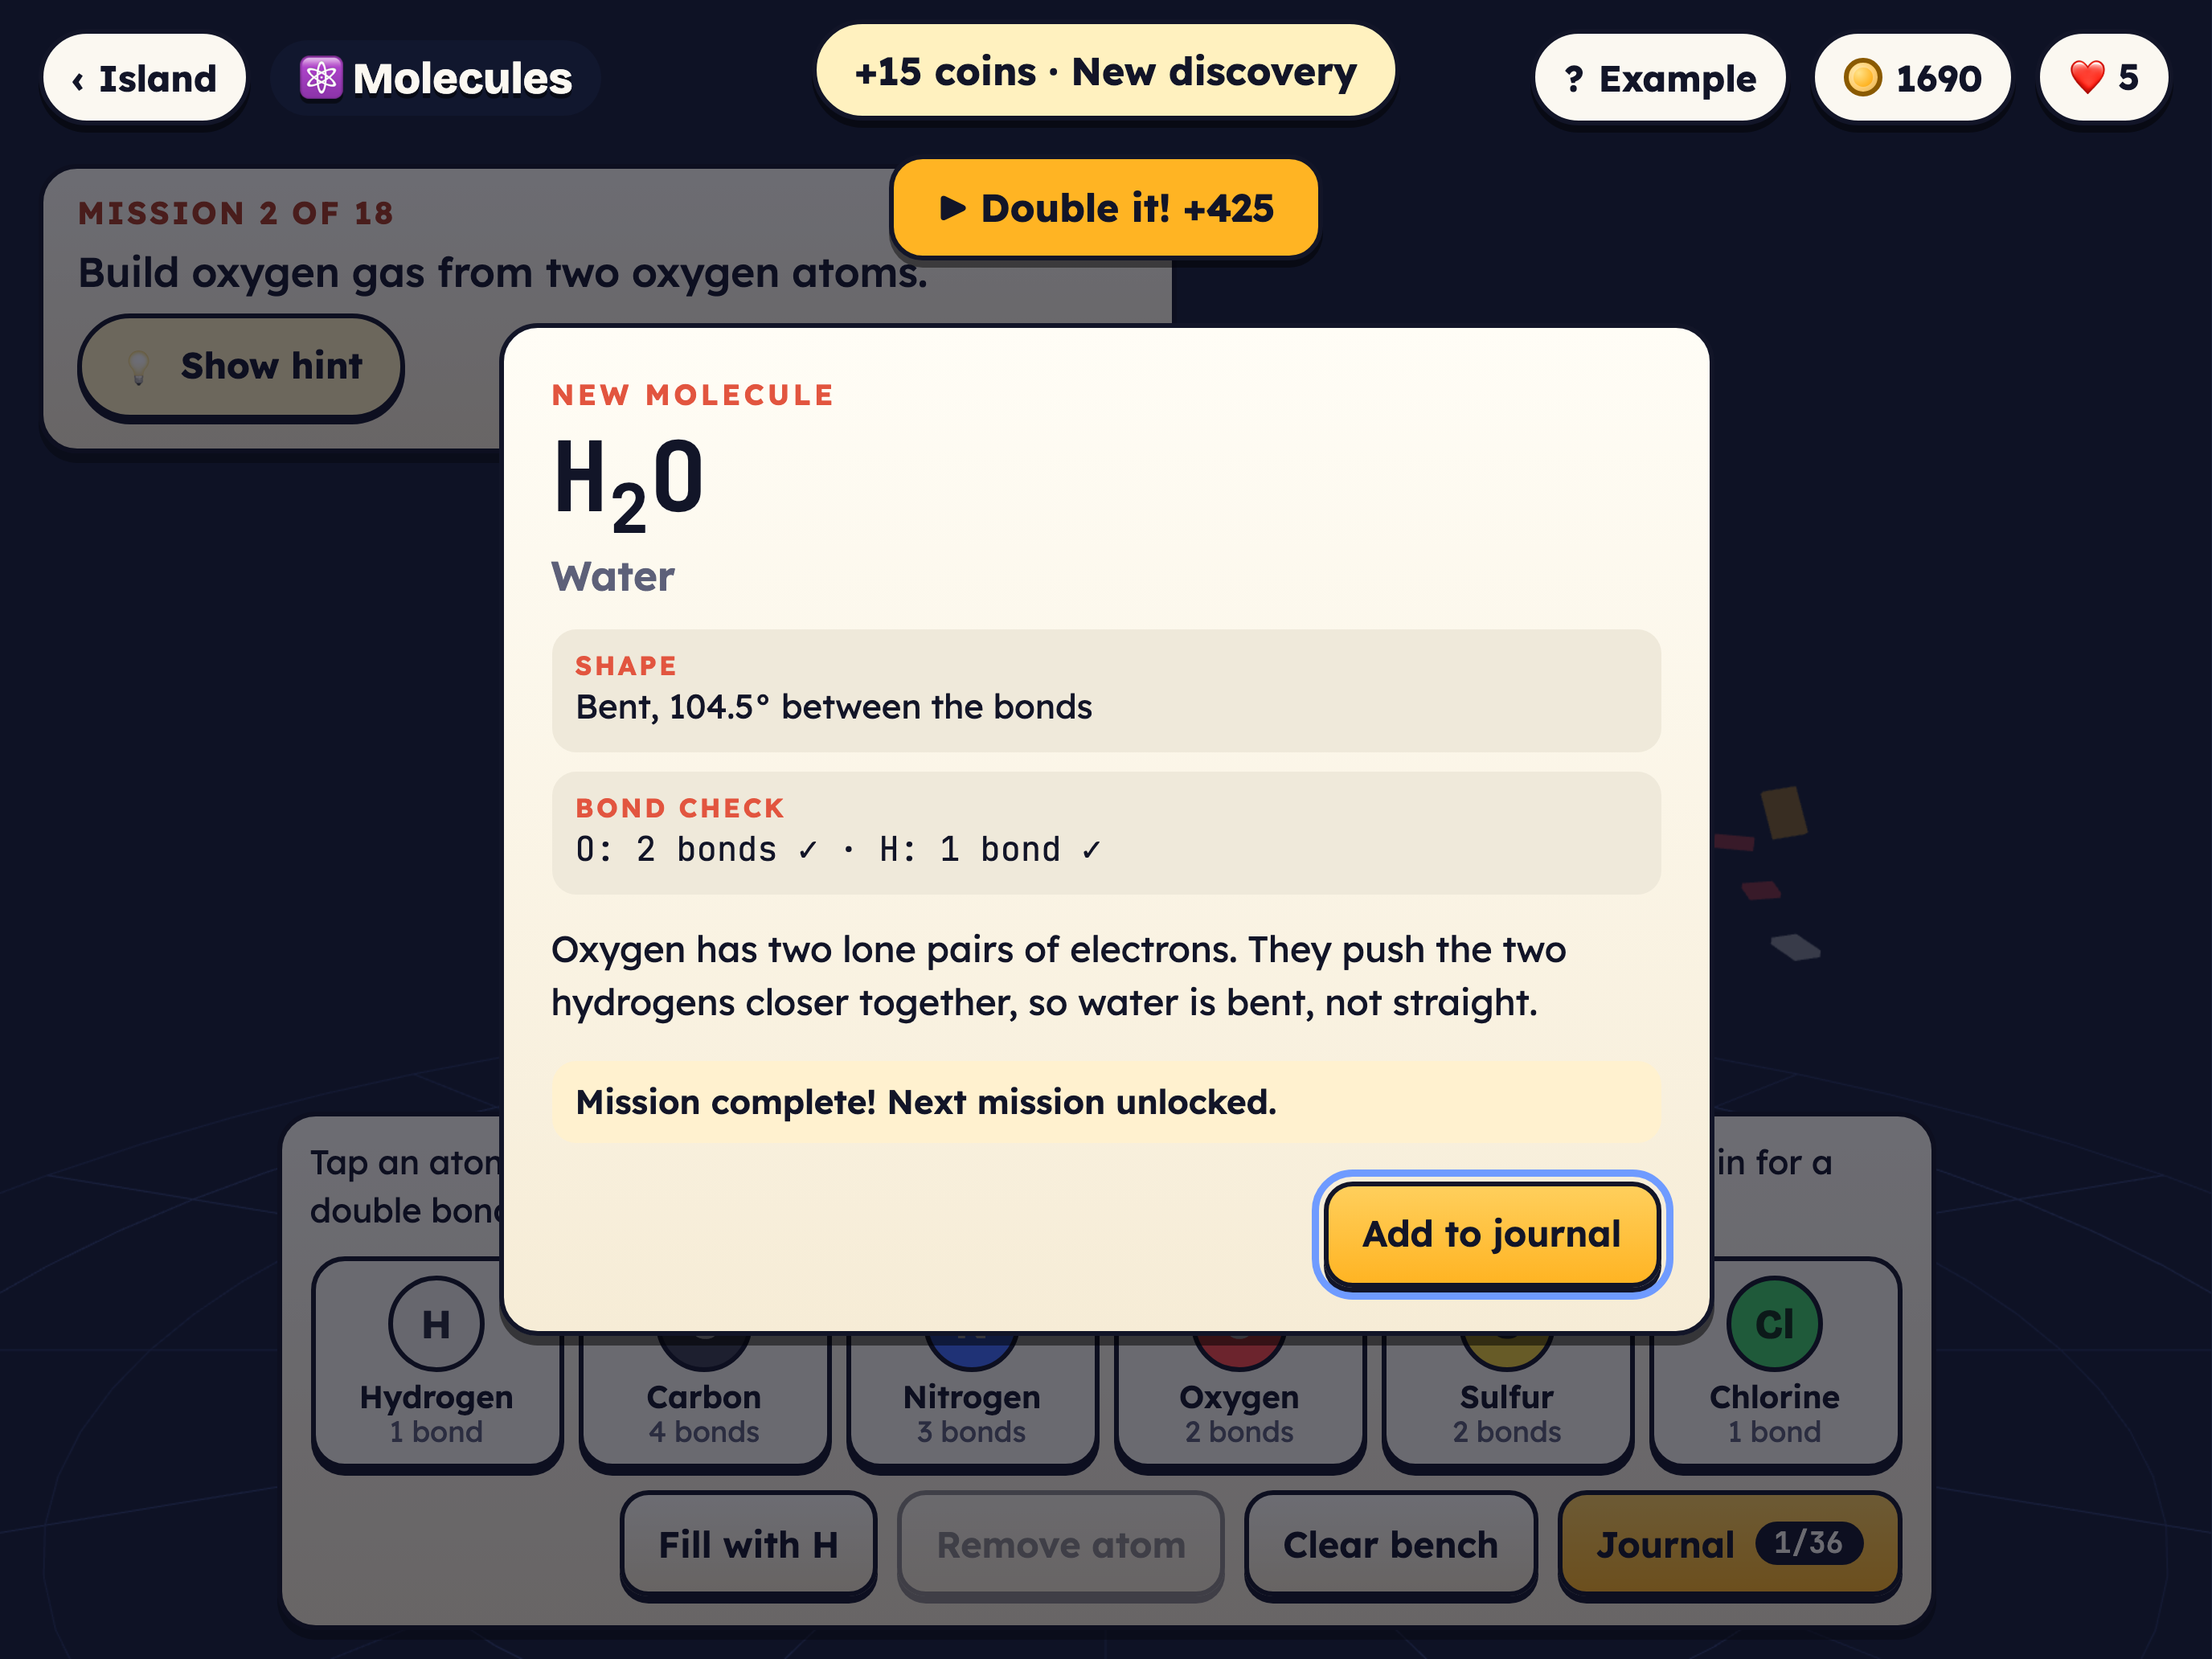 ‹ Island
Molecules
+15 coins · New discovery
? Example
1690
5
▶ Double it! +425
MISSION 2 OF 18
Build oxygen gas from two oxygen atoms.
Show hint
NEW MOLECULE
H₂O
Water
SHAPE
Bent, 104.5° between the bonds
BOND CHECK
O: 2 bonds ✓ · H: 1 bond ✓
Oxygen has two lone pairs of electrons. They push the two
hydrogens closer together, so water is bent, not straight.
Mission complete! Next mission unlocked.
Add to journal
Tap an in for a
double
H
Cl
Hydrogen
1 bond
Carbon
4 bonds
Nitrogen
3 bonds
Oxygen
2 bonds
Sulfur
2 bonds
Chlorine
1 bond
Fill with H
Remove atom
Clear bench
Journal 1/36